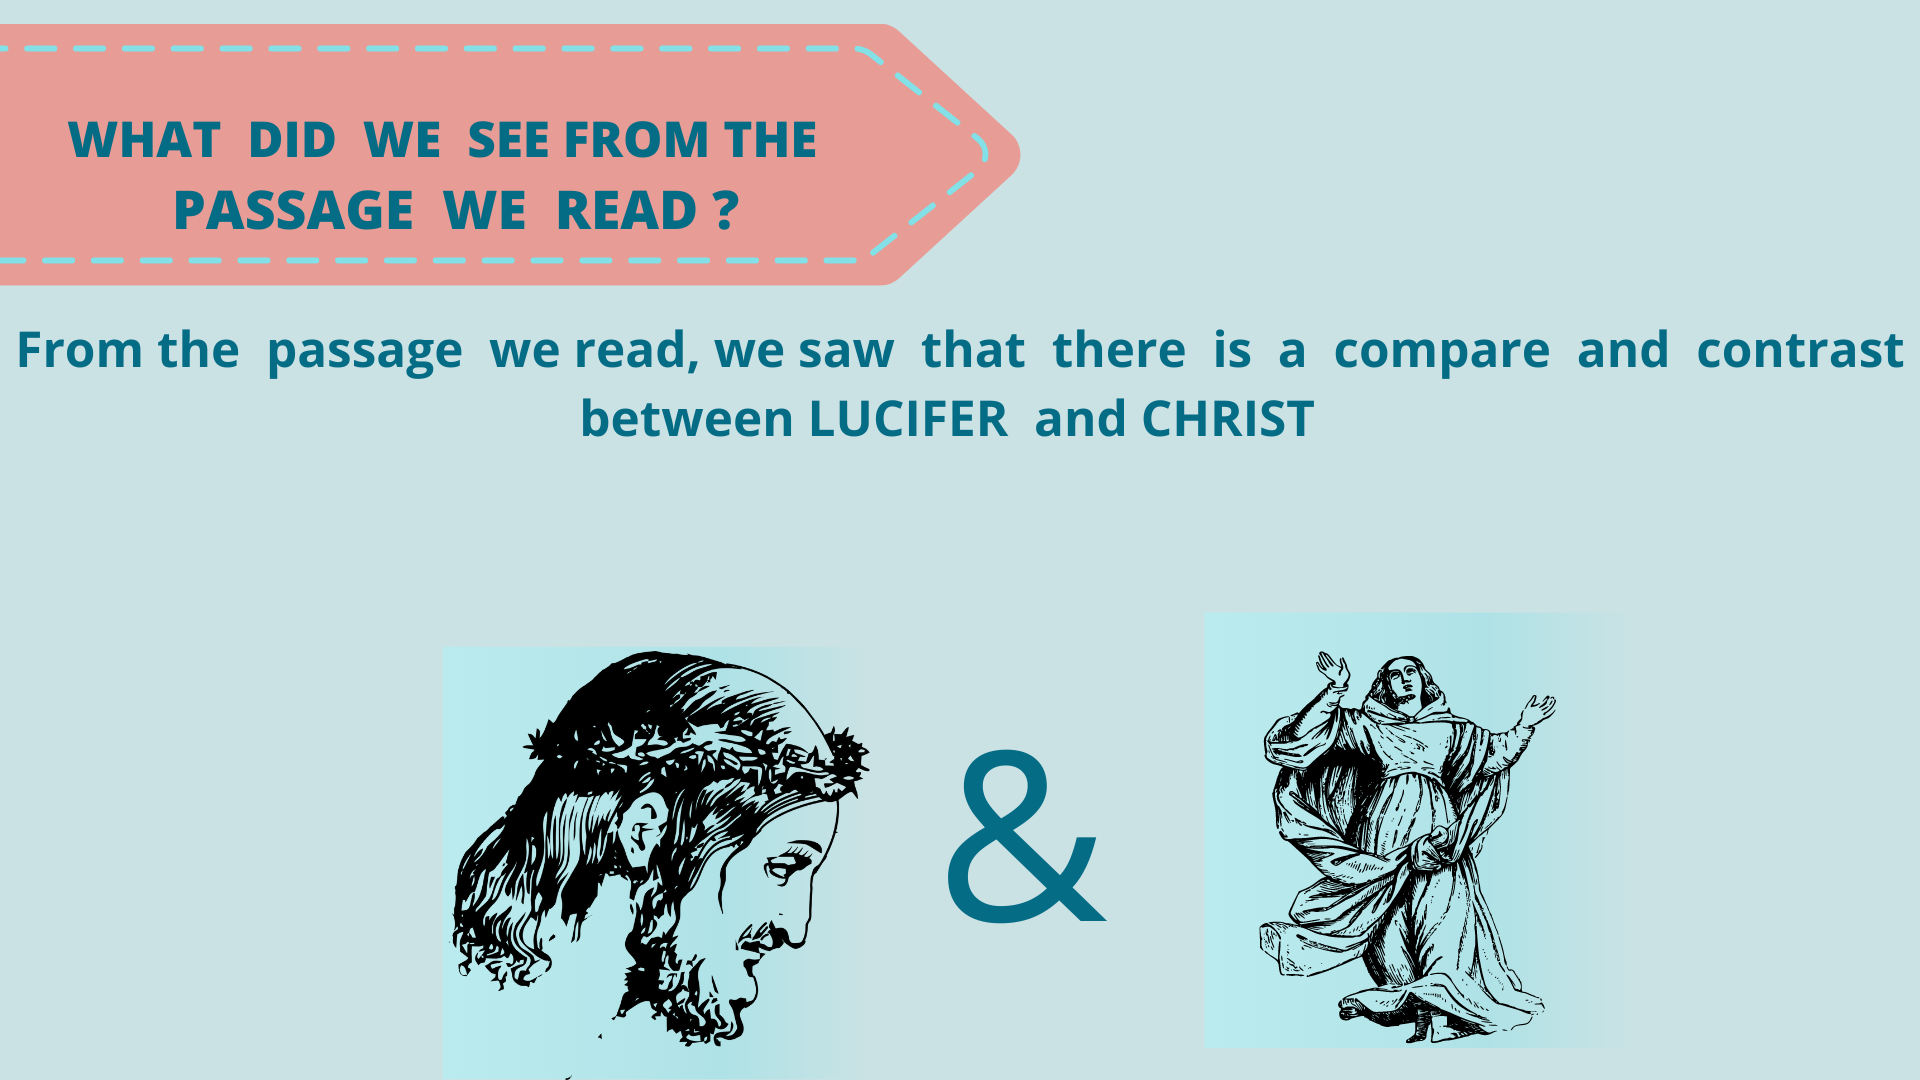 WHAT DID WE SEE FROM THE
PASSAGE WE READ ?
From the passage we read, we saw that there is a compare and contrast
between LUCIFER and CHRIST
&